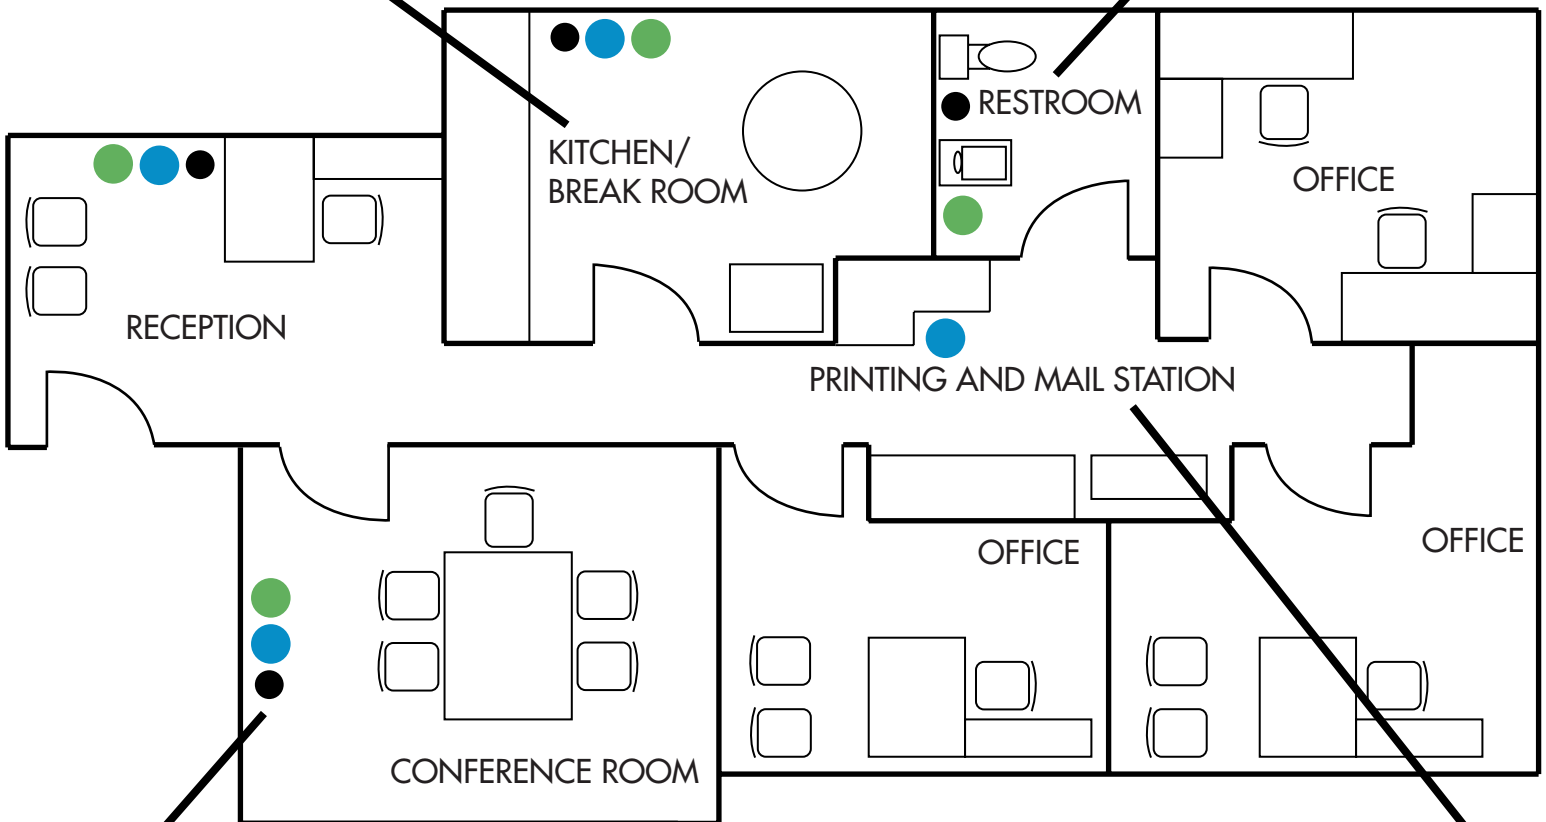 RESTROOM
KITCHEN/
BREAK ROOM
OFFICE
RECEPTION
PRINTING AND MAIL STATION
OFFICE
OFFICE
CONFERENCE ROOM